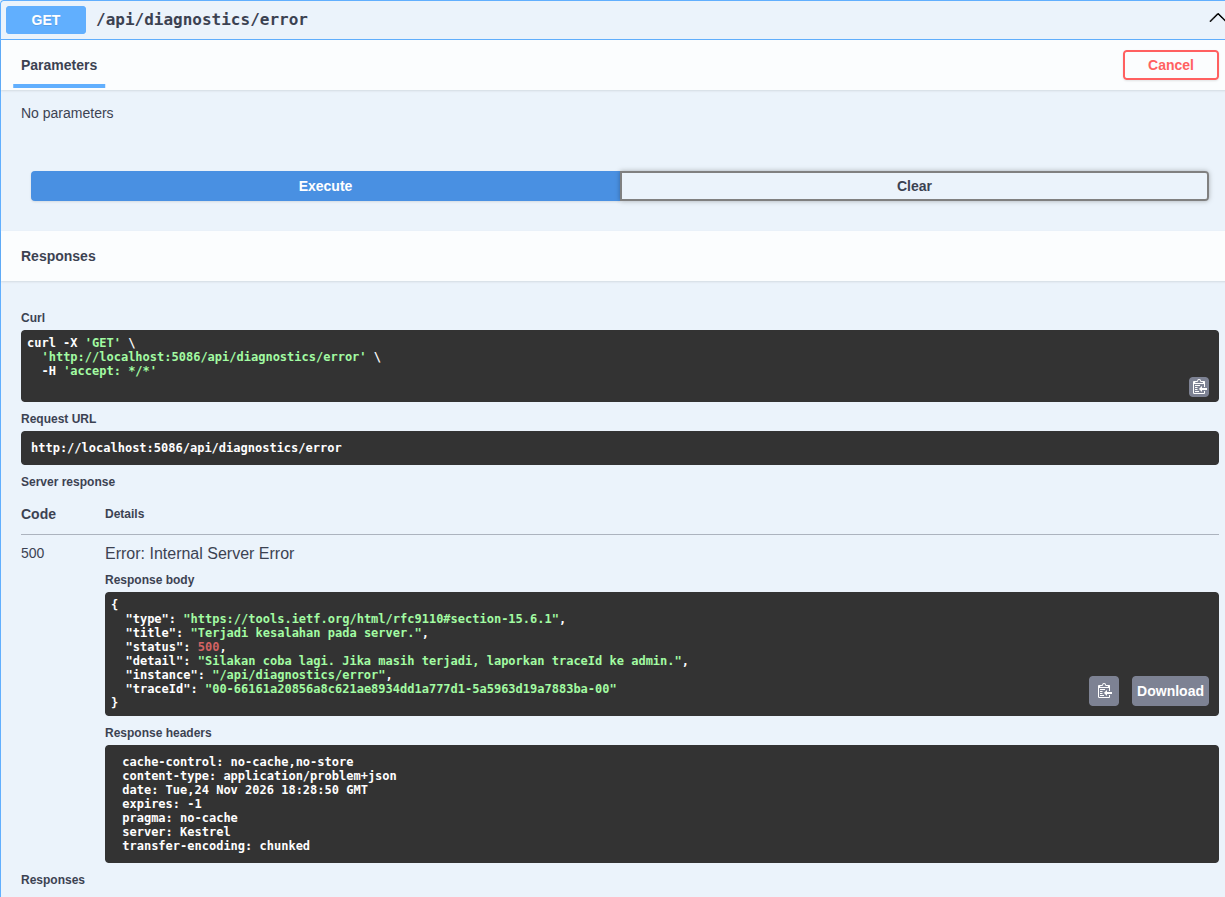 GET /api/diagnostics/error
Parameters
Cancel
No parameters
Execute
Clear
Responses
Curl
curl -X 'GET' \
  'http://localhost:5086/api/diagnostics/error' \
  -H 'accept: */*'
Request URL
http://localhost:5086/api/diagnostics/error
Server response
Code Details
500 Error: Internal Server Error
Response body
{
  "type": "https://tools.ietf.org/html/rfc9110#section-15.6.1",
  "title": "Terjadi kesalahan pada server.",
  "status": 500,
  "detail": "Silakan coba lagi. Jika masih terjadi, laporkan traceId ke admin.",
  "instance": "/api/diagnostics/error",
  "traceId": "00-66161a20856a8c621ae8934dd1a777d1-5a5963d19a7883ba-00"
}
Download
Response headers
cache-control: no-cache,no-store
content-type: application/problem+json
date: Tue,24 Nov 2026 18:28:50 GMT
expires: -1
pragma: no-cache
server: Kestrel
transfer-encoding: chunked
Responses